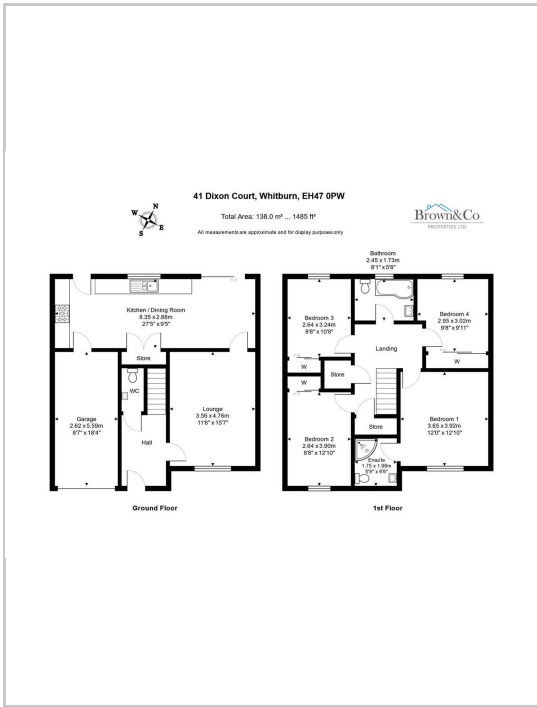 41 Dixon Court, Whitburn, EH47 0PW
Total Area: 138.0 m² ... 1485 ft²
All measurements are approximate and for display purposes only
N
W
E
S
Brown&Co
PROPERTIES LTD
Kitchen / Dining Room
8.35 x 2.88m
27'5" x 9'5"
Store
WC
Garage
2.62 x 5.59m
8'7" x 18'4"
Lounge
3.56 x 4.76m
11'8" x 15'7"
Hall
Ground Floor
Bathroom
2.45 x 1.73m
8'1" x 5'8"
Bedroom 3
2.64 x 3.24m
8'8" x 10'8"
Bedroom 4
2.95 x 3.02m
9'8" x 9'11"
Landing
W
W
Store
W
Bedroom 1
3.65 x 3.92m
12'0" x 12'10"
Store
Bedroom 2
2.64 x 3.90m
8'8" x 12'10"
Ensuite
1.75 x 1.98m
5'9" x 6'6"
1st Floor